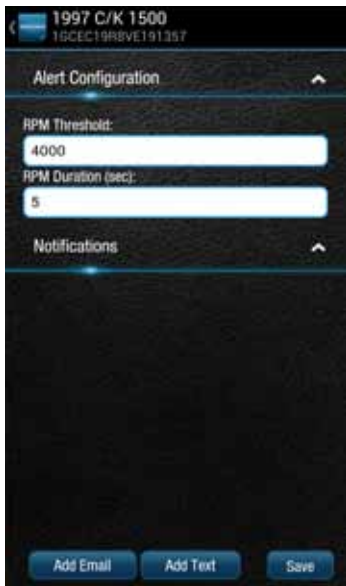 1997 C/K 1500
1GCEC19R8VE191357
Alert Configuration
RPM Threshold:
4000
RPM Duration (sec):
5
Notifications
Add Email Add Text Save